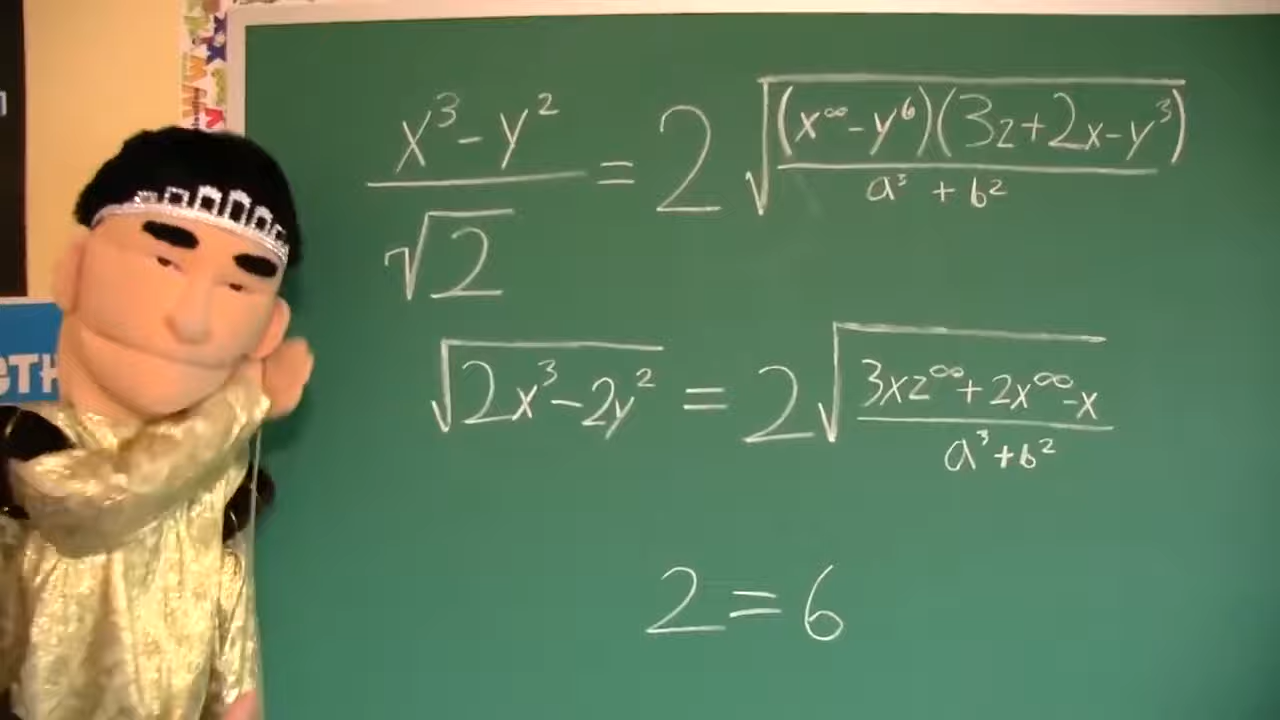 x³ - y² / √2 = 2 √((x^∞ - y⁶)(3z + 2x - y³) / a³ + b²)
√(2x³ - 2y²) = 2 √(3xz^∞ + 2x^∞ - x / a³ + b²)
2 = 6